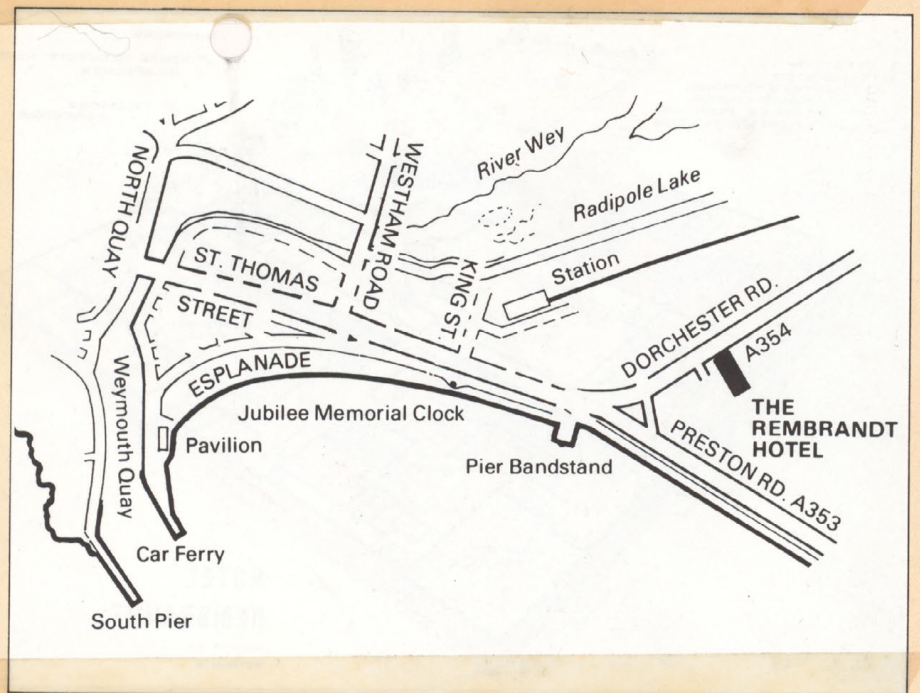 NORTH QUAY
WESTHAM ROAD
River Wey
Radipole Lake
ST. THOMAS
STREET
KING ST.
Station
DORCHESTER RD.
A354
THE
REMBRANDT
HOTEL
ESPLANADE
Weymouth Quay
Jubilee Memorial Clock
Pavilion
Pier Bandstand
PRESTON RD. A353
Car Ferry
South Pier